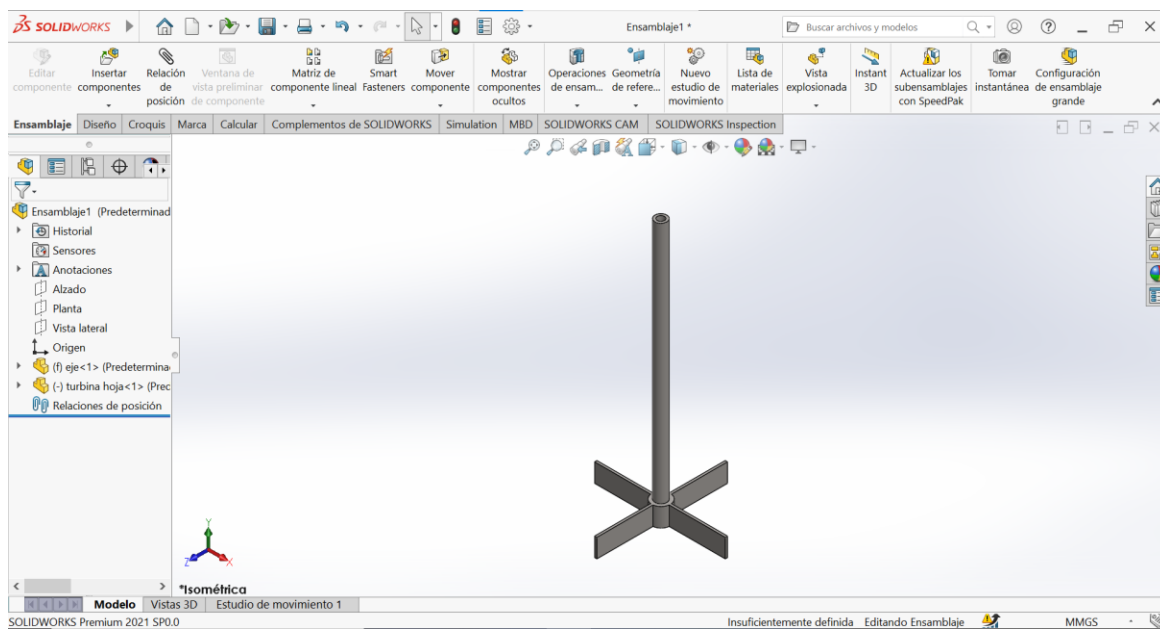 3S SOLIDWORKS Ensamblaje1 * Buscar archivos y modelos
Editar componente Insertar componentes Relación de posición Ventana de vista preliminar de componente Matriz de componente lineal Smart Fasteners Mover componente Mostrar componentes ocultos Operaciones de ensam... Geometría de refere... Nuevo estudio de movimiento Lista de materiales Vista explosionada Instant 3D Actualizar los subensamblajes con SpeedPak Tomar instantánea Configuración de ensamblaje grande
Ensamblaje Diseño Croquis Marca Calcular Complementos de SOLIDWORKS Simulation MBD SOLIDWORKS CAM SOLIDWORKS Inspection
Ensamblaje1 (Predeterminad
Historial
Sensores
Anotaciones
Alzado
Planta
Vista lateral
Origen
(f) eje<1> (Predetermina
(-) turbina hoja<1> (Prec
Relaciones de posición
Y
Z X
*Isométrica
Modelo Vistas 3D Estudio de movimiento 1
SOLIDWORKS Premium 2021 SP0.0 Insuficientemente definida Editando Ensamblaje MMGS